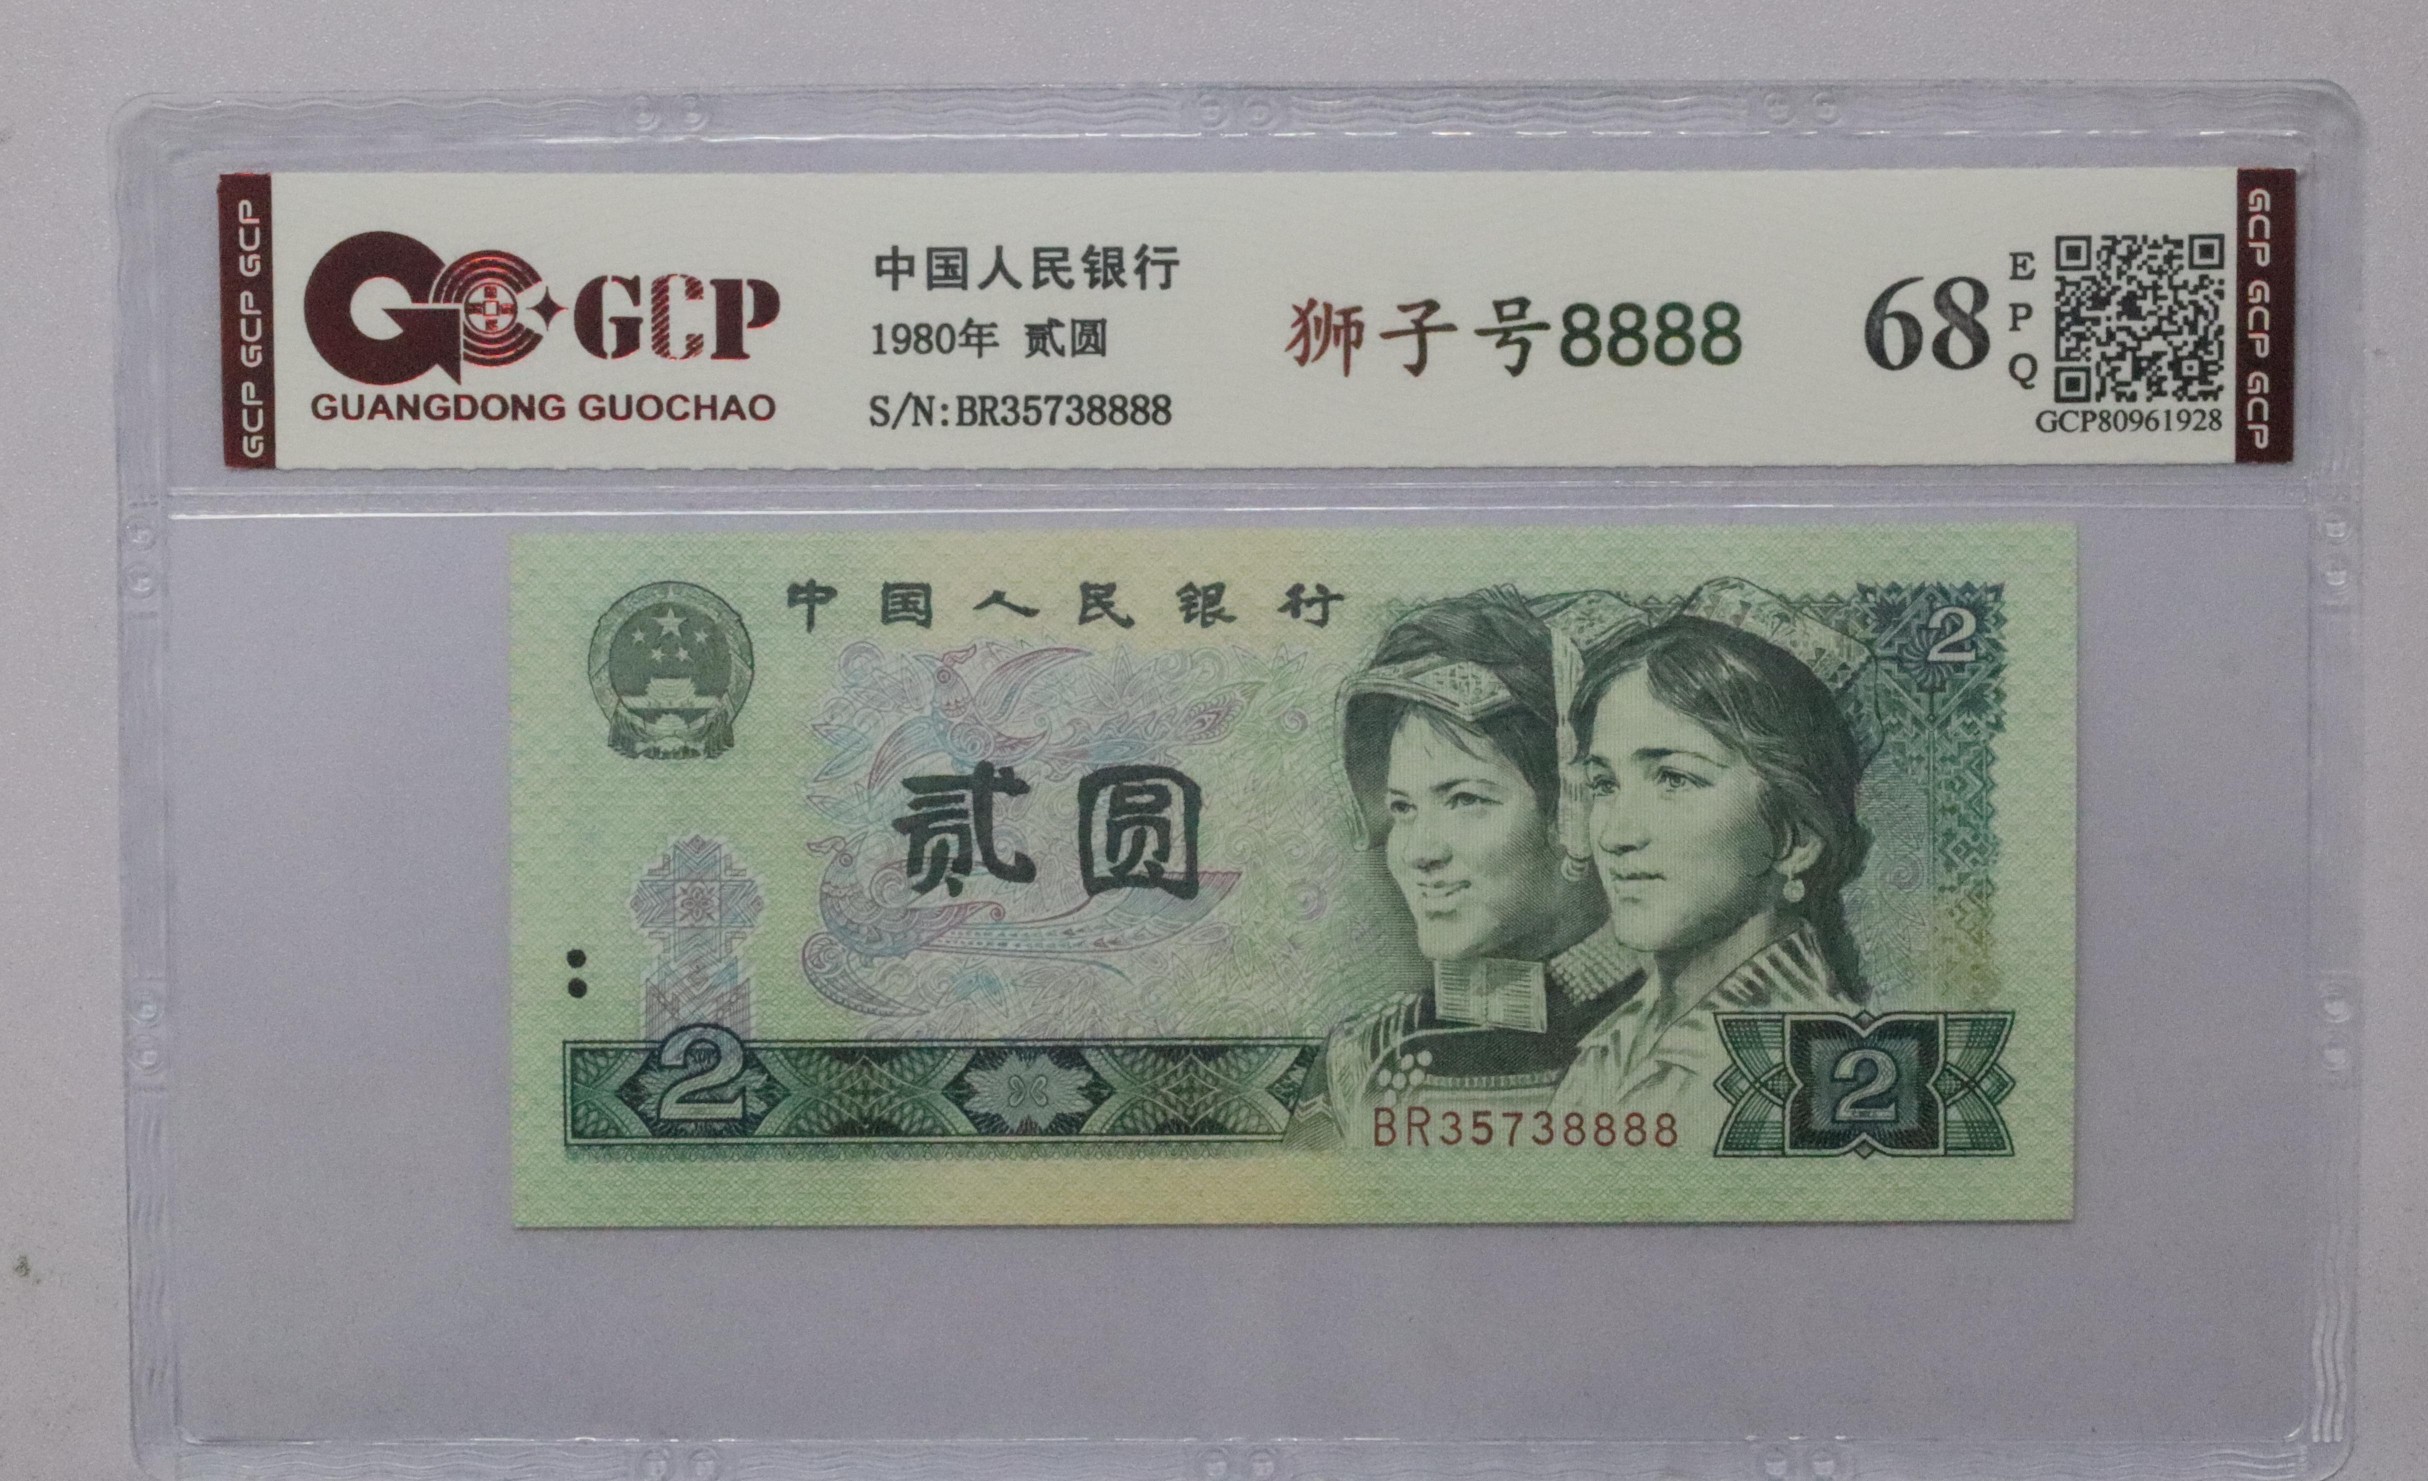 GCP GCP GCP
GCP
GUANGDONG GUOCHAO
中国人民银行
1980年 贰圆
S/N:BR35738888
狮子号8888
68
E
P
Q
GCP80961928
GCP GCP GCP
中国人民银行
2
贰圆
2
BR35738888
2